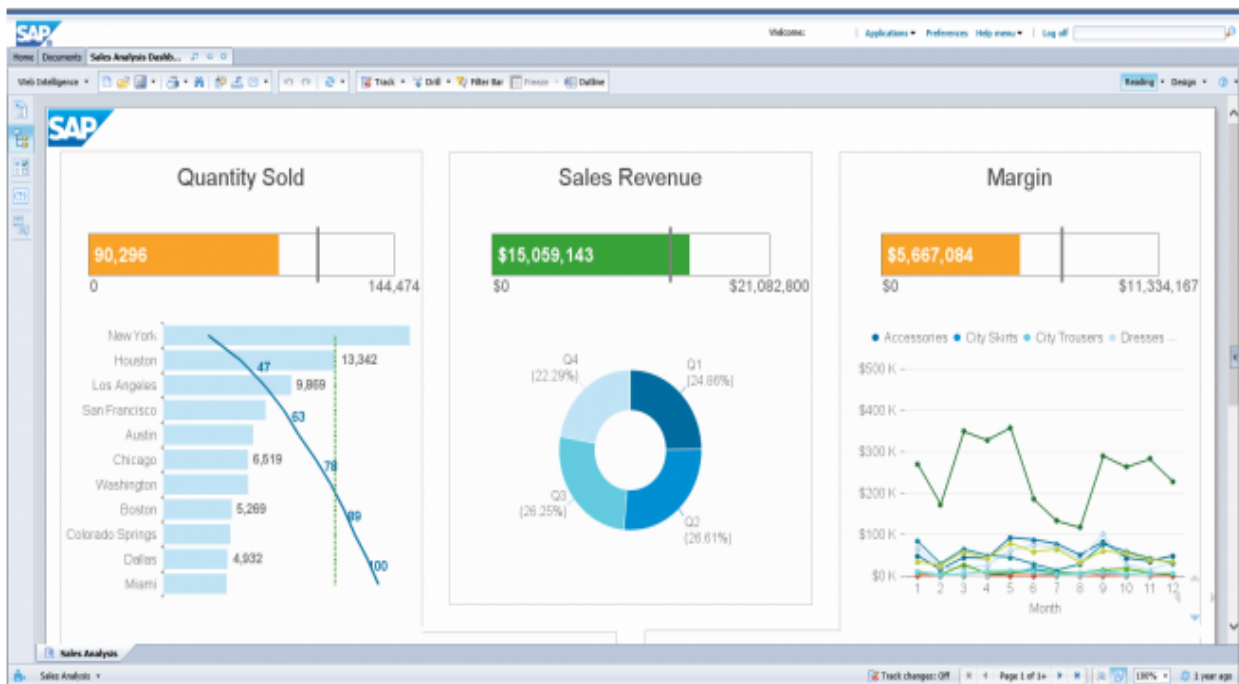 SAP
Welcome:
Applications
Preferences
Help menu
Log off
Home
Documents
Sales Analysis Dashb...
Web Intelligence
Track
Drill
Filter Bar
Freeze
Outline
Reading
Design
SAP
Quantity Sold
90,296
0
144,474
New York
Houston
13,342
47
Los Angeles
9,869
San Francisco
63
Austin
Chicago
6,519
78
Washington
Boston
5,269
89
Colorado Springs
Dallas
4,932
100
Miami
Sales Revenue
$15,059,143
$0
$21,082,800
Q4
(22.29%)
Q1
(24.86%)
Q3
(26.25%)
Q2
(26.61%)
Margin
$5,667,084
$0
$11,334,167
Accessories
City Skirts
City Trousers
Dresses ...
$500 K
$400 K
$300 K
$200 K
$100 K
$0 K
1 2 3 4 5 6 7 8 9 10 11 12
Month
Sales Analysis
Sales Analysis
Track changes: Off
Page 1 of 1+
100%
1 year ago